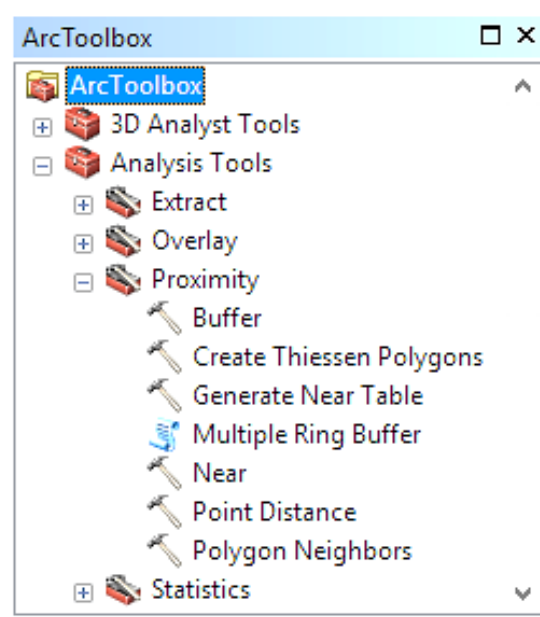 ArcToolbox
ArcToolbox
3D Analyst Tools
Analysis Tools
Extract
Overlay
Proximity
Buffer
Create Thiessen Polygons
Generate Near Table
Multiple Ring Buffer
Near
Point Distance
Polygon Neighbors
Statistics